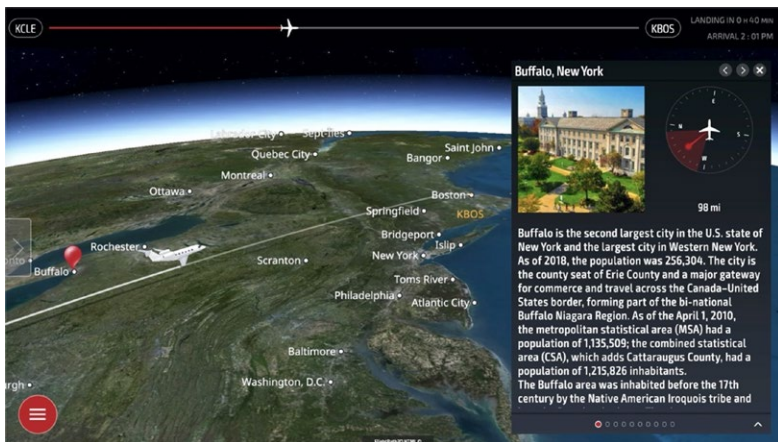 KCLE
KBOS
LANDING IN 0 H 40 MIN
ARRIVAL 2 : 01 PM
Buffalo, New York
Labrador City
Sept-Iles
Quebec City
Saint John
Bangor
Montreal
Ottawa
Boston
Springfield
KBOS
Rochester
Bridgeport
Islip
Buffalo
Scranton
New York
Toms River
Philadelphia
Atlantic City
Baltimore
Washington, D.C.
E
N
S
W
98 mi
Buffalo is the second largest city in the U.S. state of
New York and the largest city in Western New York.
As of 2018, the population was 256,304. The city is
the county seat of Erie County and a major gateway
for commerce and travel across the Canada–United
States border, forming part of the bi-national
Buffalo Niagara Region. As of the April 1, 2010,
the metropolitan statistical area (MSA) had a
population of 1,135,509; the combined statistical
area (CSA), which adds Cattaraugus County, had a
population of 1,215,826 inhabitants.
The Buffalo area was inhabited before the 17th
century by the Native American Iroquois tribe and